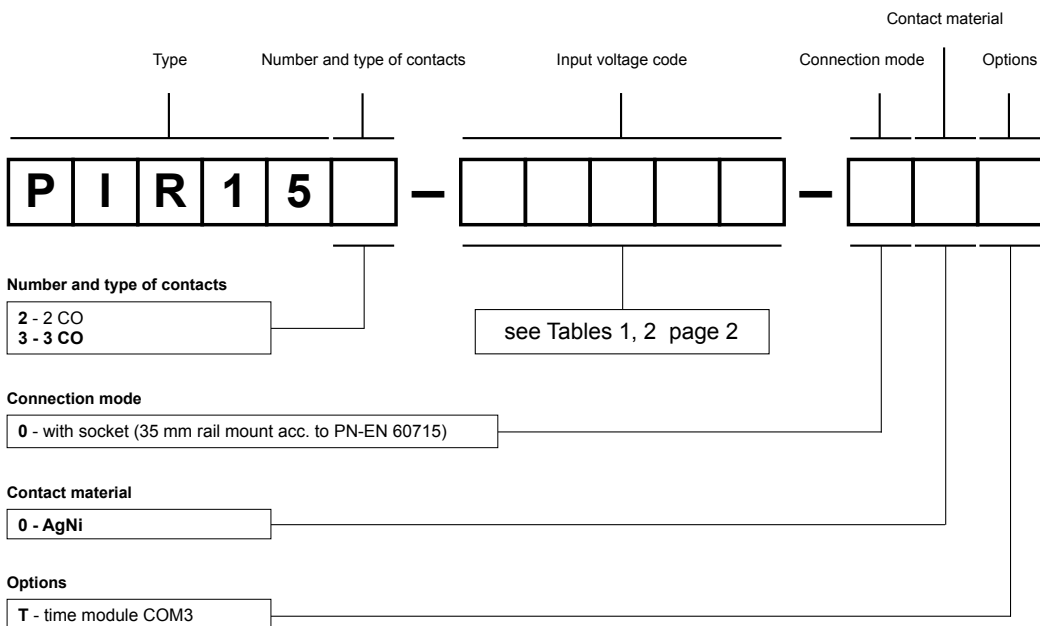 Contact material
Type Number and type of contacts Input voltage code Connection mode Options
P I R 1 5 – –
Number and type of contacts
2 - 2 CO
3 - 3 CO
see Tables 1, 2 page 2
Connection mode
0 - with socket (35 mm rail mount acc. to PN-EN 60715)
Contact material
0 - AgNi
Options
T - time module COM3